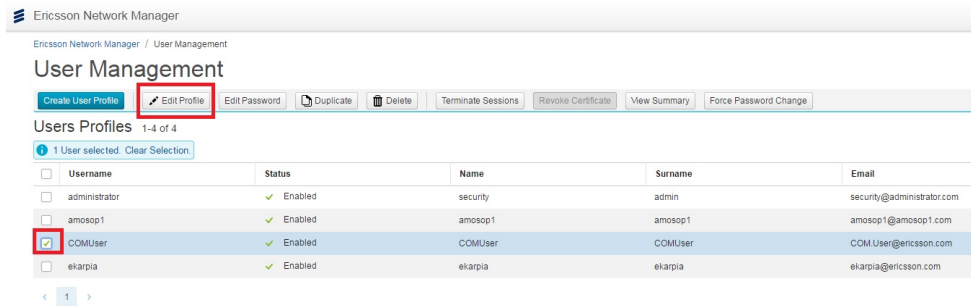 Ericsson Network Manager
Ericsson Network Manager / User Management
User Management
Create User Profile Edit Profile Edit Password Duplicate Delete Terminate Sessions Revoke Certificate View Summary Force Password Change
Users Profiles 1-4 of 4
1 User selected. Clear Selection.
Username Status Name Surname Email
administrator Enabled security admin security@administrator.com
amosop1 Enabled amosop1 amosop1 amosop1@amosop1.com
COMUser Enabled COMUser COMUser COM.User@ericsson.com
ekarpia Enabled ekarpia ekarpia ekarpia@ericsson.com
< 1 >